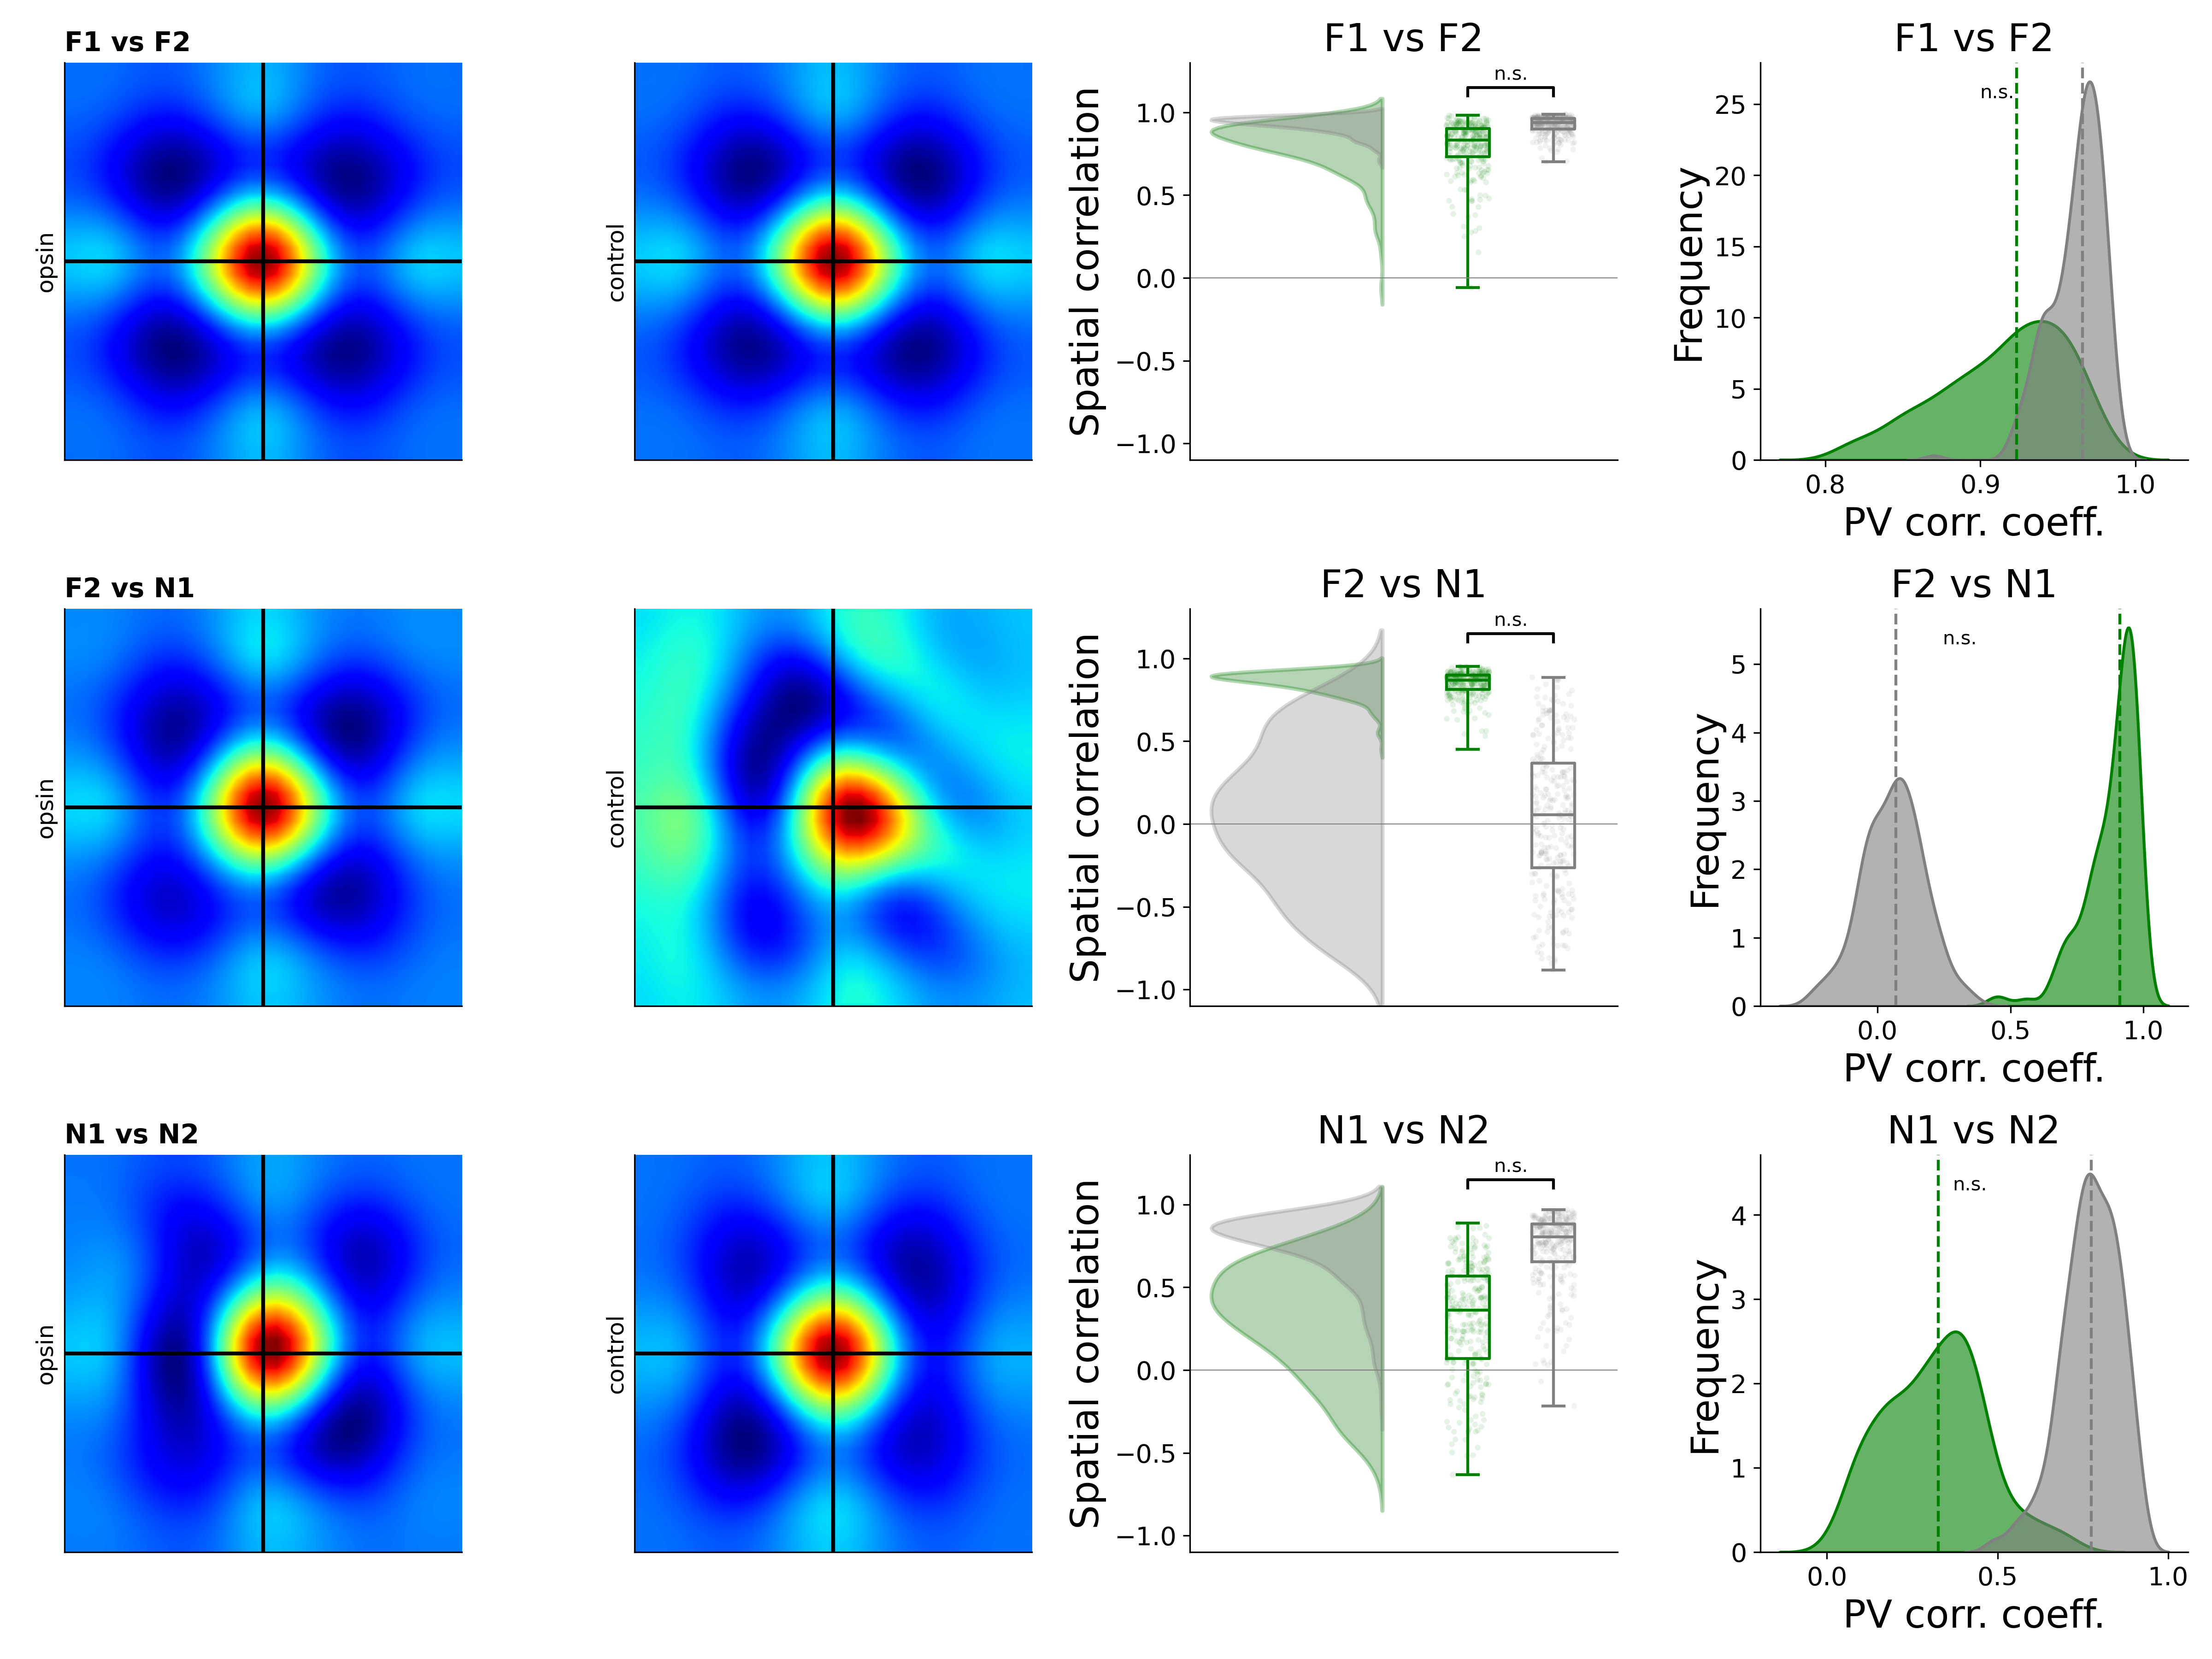 F1 vs F2
opsin
control
F1 vs F2
n.s.
Spatial correlation
1.0
0.5
0.0
−0.5
−1.0
F1 vs F2
n.s.
Frequency
25
20
15
10
5
0
0.8 0.9 1.0
PV corr. coeff.
F2 vs N1
opsin
control
F2 vs N1
n.s.
Spatial correlation
1.0
0.5
0.0
−0.5
−1.0
F2 vs N1
n.s.
Frequency
5
4
3
2
1
0
0.0 0.5 1.0
PV corr. coeff.
N1 vs N2
opsin
control
N1 vs N2
n.s.
Spatial correlation
1.0
0.5
0.0
−0.5
−1.0
N1 vs N2
n.s.
Frequency
4
3
2
1
0
0.0 0.5 1.0
PV corr. coeff.